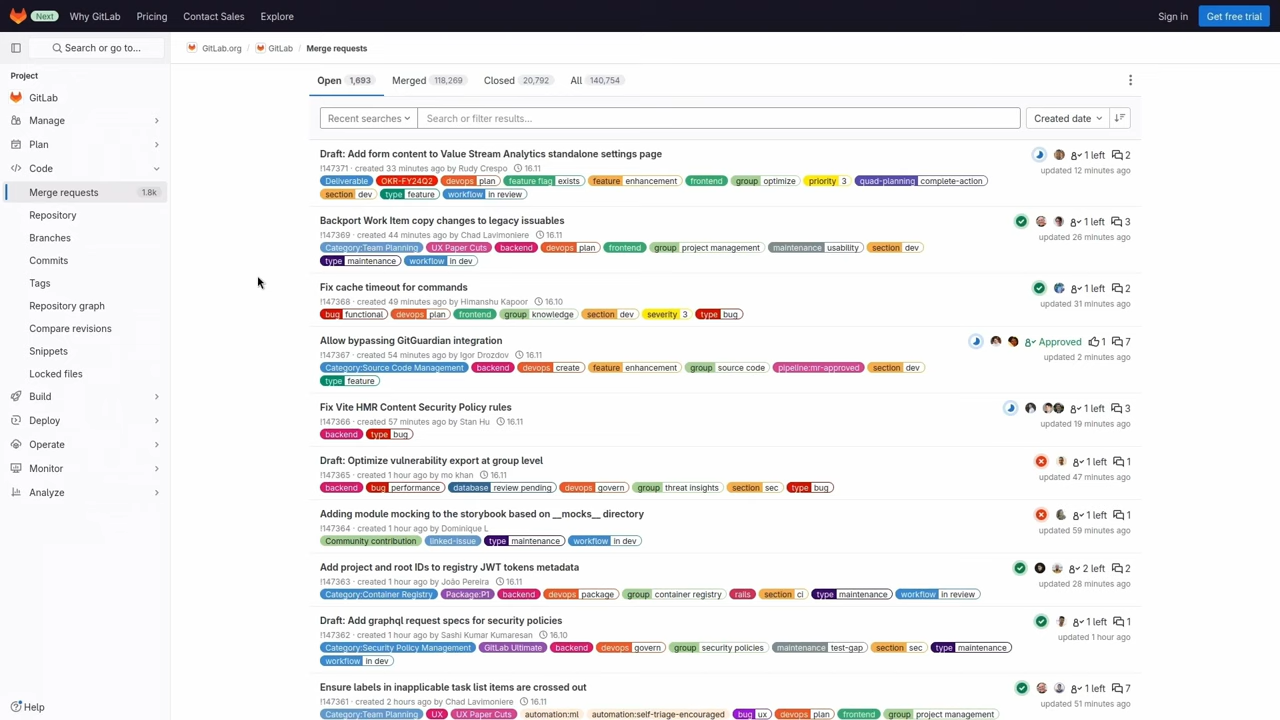 Next Why GitLab Pricing Contact Sales Explore Sign in Get free trial
Search or go to...
GitLab.org / GitLab / Merge requests
Project
GitLab
Manage
Plan
Code
Merge requests 1.8k
Repository
Branches
Commits
Tags
Repository graph
Compare revisions
Snippets
Locked files
Build
Deploy
Operate
Monitor
Analyze
Help
Open 1,693 Merged 118,269 Closed 20,792 All 140,754
Recent searches Search or filter results... Created date
Draft: Add form content to Value Stream Analytics standalone settings page 1 left 2
!147371 · created 33 minutes ago by Rudy Crespo 16.11 updated 12 minutes ago
Deliverable OKR-FY24Q2 devops plan feature flag exists feature enhancement frontend group optimize priority 3 quad-planning complete-action
section dev type feature workflow in review
Backport Work Item copy changes to legacy issuables 1 left 3
!147369 · created 44 minutes ago by Chad Lavimoniere 16.11 updated 26 minutes ago
Category:Team Planning UX Paper Cuts backend devops plan frontend group project management maintenance usability section dev
type maintenance workflow in dev
Fix cache timeout for commands 1 left 2
!147368 · created 49 minutes ago by Himanshu Kapoor 16.10 updated 31 minutes ago
bug functional devops plan frontend group knowledge section dev severity 3 type bug
Allow bypassing GitGuardian integration Approved 1 7
!147367 · created 54 minutes ago by Igor Drozdov 16.11 updated 2 minutes ago
Category:Source Code Management backend devops create feature enhancement group source code pipeline:mr-approved section dev
type feature
Fix Vite HMR Content Security Policy rules 1 left 3
!147366 · created 57 minutes ago by Stan Hu 16.11 updated 19 minutes ago
backend type bug
Draft: Optimize vulnerability export at group level 1 left 1
!147365 · created 1 hour ago by mo khan 16.11 updated 47 minutes ago
backend bug performance database review pending devops govern group threat insights section sec type bug
Adding module mocking to the storybook based on __mocks__ directory 1 left 1
!147364 · created 1 hour ago by Dominique L updated 59 minutes ago
Community contribution linked-issue type maintenance workflow in dev
Add project and root IDs to registry JWT tokens metadata 2 left 2
!147363 · created 1 hour ago by João Pereira 16.11 updated 28 minutes ago
Category:Container Registry Package:P1 backend devops package group container registry rails section ci type maintenance workflow in review
Draft: Add graphql request specs for security policies 1 left 1
!147362 · created 1 hour ago by Sashi Kumar Kumaresan 16.10 updated 1 hour ago
Category:Security Policy Management GitLab Ultimate backend devops govern group security policies maintenance test-gap section sec type maintenance
workflow in dev
Ensure labels in inapplicable task list items are crossed out 1 left 7
!147361 · created 2 hours ago by Chad Lavimoniere 16.11 updated 51 minutes ago
Category:Team Planning UX UX Paper Cuts automation:ml automation:self-triage-encouraged bug ux devops plan frontend group project management